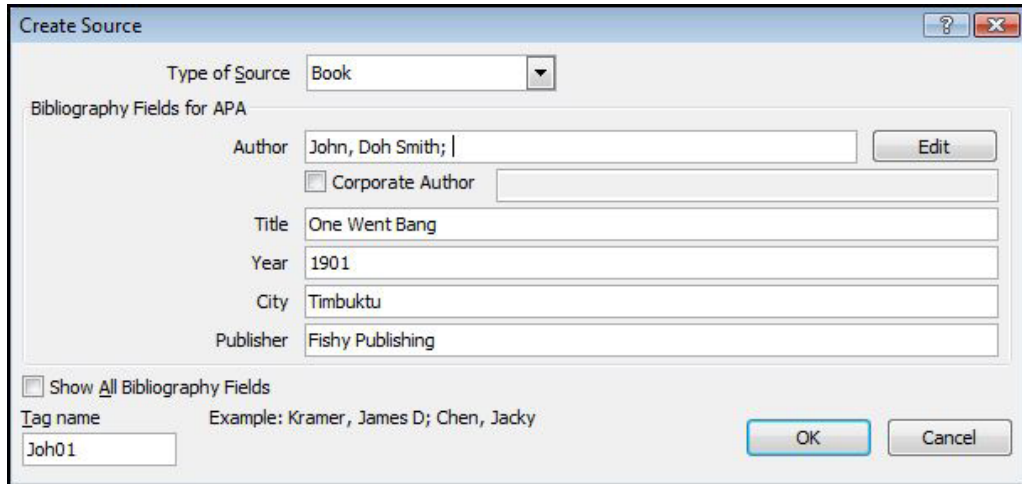 Create Source
Type of Source Book
Bibliography Fields for APA
Author John, Doh Smith; Edit
Corporate Author
Title One Went Bang
Year 1901
City Timbuktu
Publisher Fishy Publishing
Show All Bibliography Fields
Tag name Example: Kramer, James D; Chen, Jacky
Joh01 OK Cancel